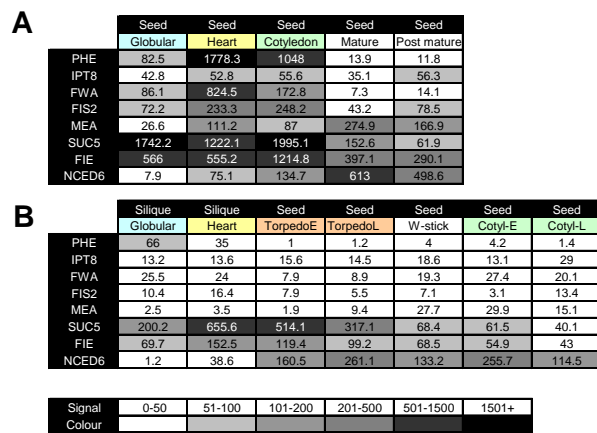 A
Seed Seed Seed Seed Seed
Globular Heart Cotyledon Mature Post mature
PHE 82.5 1778.3 1048 13.9 11.8
IPT8 42.8 52.8 55.6 35.1 56.3
FWA 86.1 824.5 172.8 7.3 14.1
FIS2 72.2 233.3 248.2 43.2 78.5
MEA 26.6 111.2 87 274.9 166.9
SUC5 1742.2 1222.1 1995.1 152.6 61.9
FIE 566 555.2 1214.8 397.1 290.1
NCED6 7.9 75.1 134.7 613 498.6
B
Silique Silique Seed Seed Seed Seed Seed
Globular Heart TorpedoE TorpedoL W-stick Cotyl-E Cotyl-L
PHE 66 35 1 1.2 4 4.2 1.4
IPT8 13.2 13.6 15.6 14.5 18.6 13.1 29
FWA 25.5 24 7.9 8.9 19.3 27.4 20.1
FIS2 10.4 16.4 7.9 5.5 7.1 3.1 13.4
MEA 2.5 3.5 1.9 9.4 27.7 29.9 15.1
SUC5 200.2 655.6 514.1 317.1 68.4 61.5 40.1
FIE 69.7 152.5 119.4 99.2 68.5 54.9 43
NCED6 1.2 38.6 160.5 261.1 133.2 255.7 114.5
Signal 0-50 51-100 101-200 201-500 501-1500 1501+
Colour